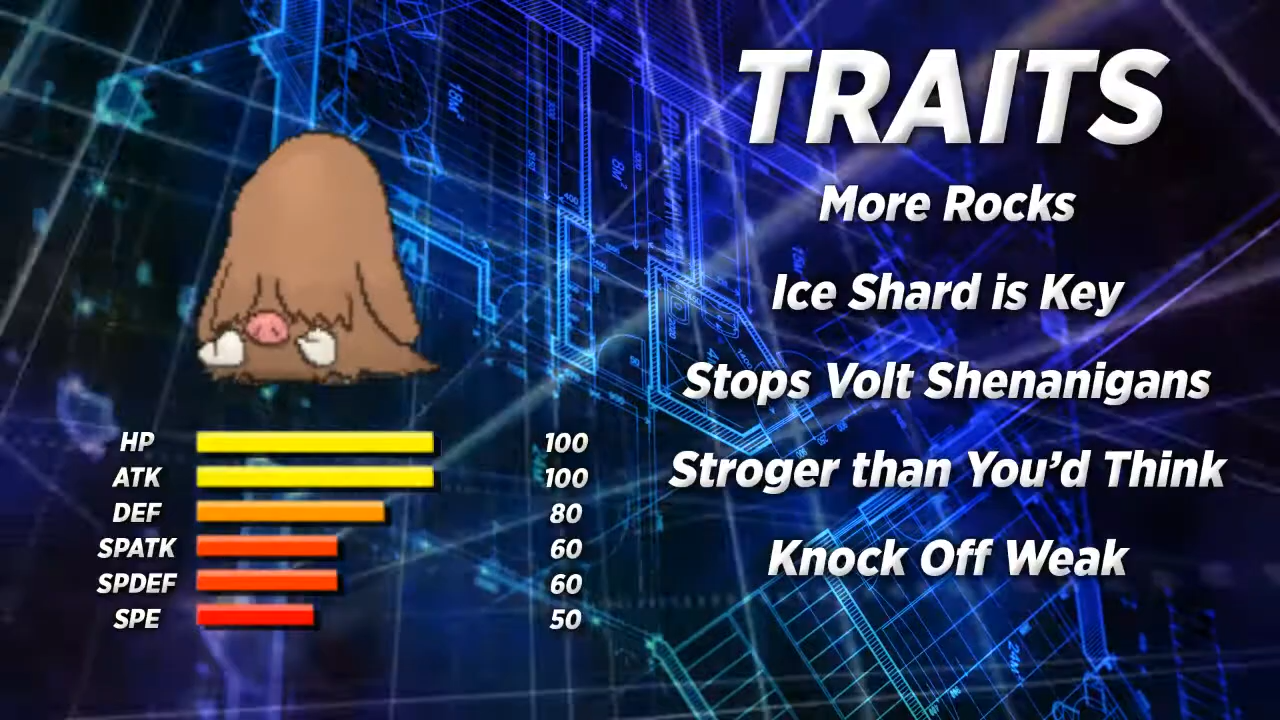 TRAITS
More Rocks
Ice Shard is Key
Stops Volt Shenanigans
Stroger than You'd Think
Knock Off Weak
HP 100
ATK 100
DEF 80
SPATK 60
SPDEF 60
SPE 50